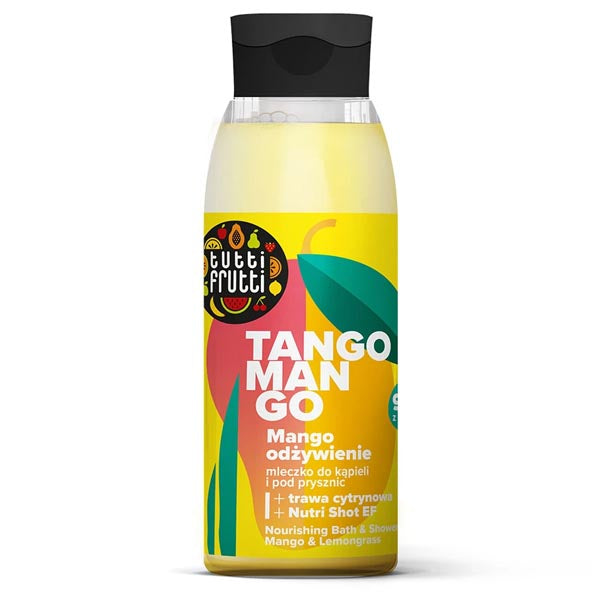 tutti
frutti
TANGO
MAN
GO
Mango
odżywienie
mleczko do kąpieli
i pod prysznic
+ trawa cytrynowa
+ Nutri Shot EF
Nourishing Bath & Shower
Mango & Lemongrass